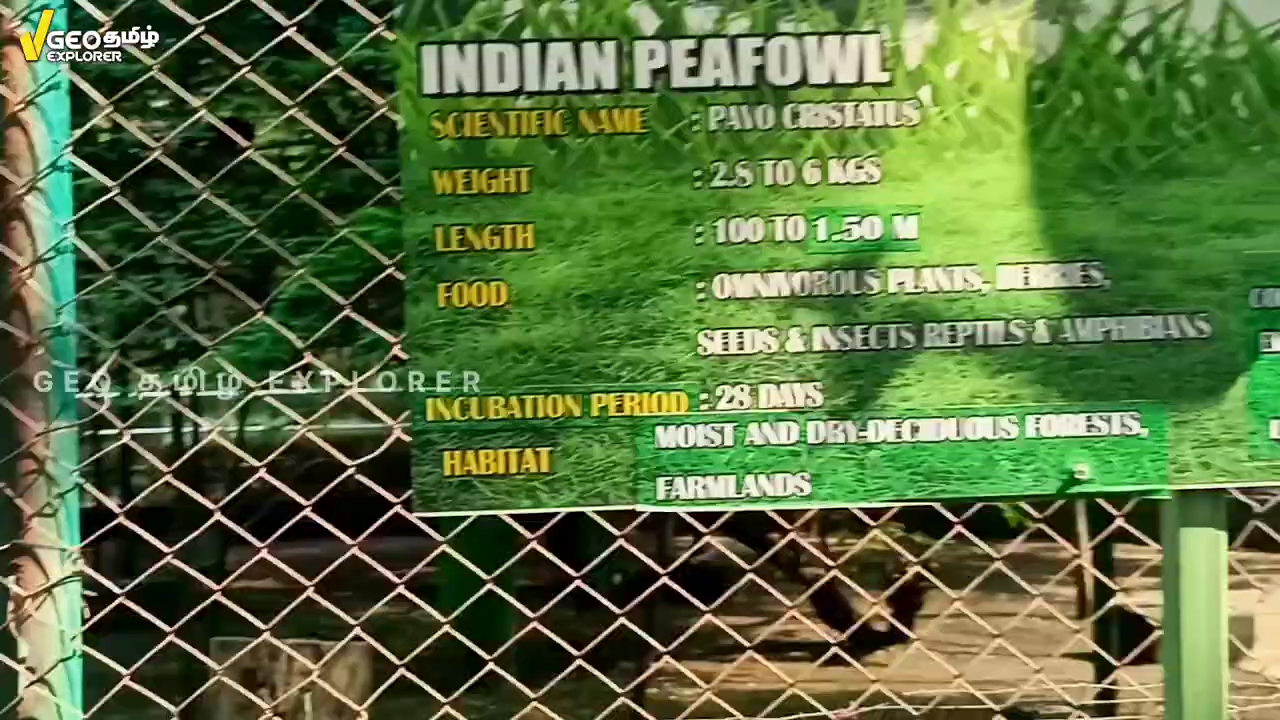 GEOதமிழ்
EXPLORER
INDIAN PEAFOWL
SCIENTIFIC NAME : PAVO CRISTATUS
WEIGHT : 2.8 TO 6 KGS
LENGTH : 100 TO 1.50 M
FOOD : OMNIVOROUS PLANTS, BERRIES,
SEEDS & INSECTS REPTILS & AMPHIBIANS
GEO தமிழ் EXPLORER
INCUBATION PERIOD : 28 DAYS
HABITAT MOIST AND DRY-DECIDUOUS FORESTS,
FARMLANDS